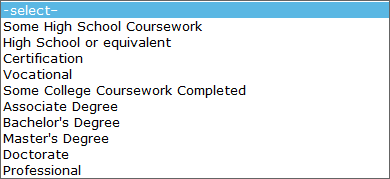 -select-
Some High School Coursework
High School or equivalent
Certification
Vocational
Some College Coursework Completed
Associate Degree
Bachelor's Degree
Master's Degree
Doctorate
Professional